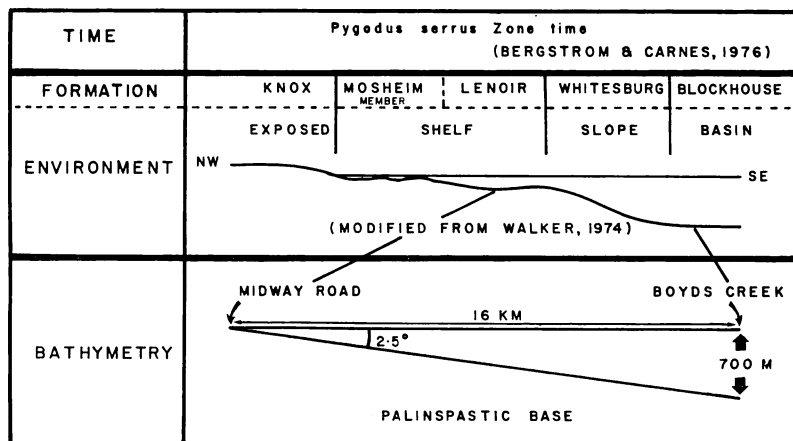 TIME
Pygodus serrus Zone time
(BERGSTROM & CARNES, 1976)
FORMATION
KNOX
MOSHEIM
MEMBER
LENOIR
WHITESBURG
BLOCKHOUSE
EXPOSED
SHELF
SLOPE
BASIN
ENVIRONMENT
NW
SE
(MODIFIED FROM WALKER, 1974)
MIDWAY ROAD
BOYDS CREEK
16 KM
BATHYMETRY
2.5°
700 M
PALINSPASTIC BASE